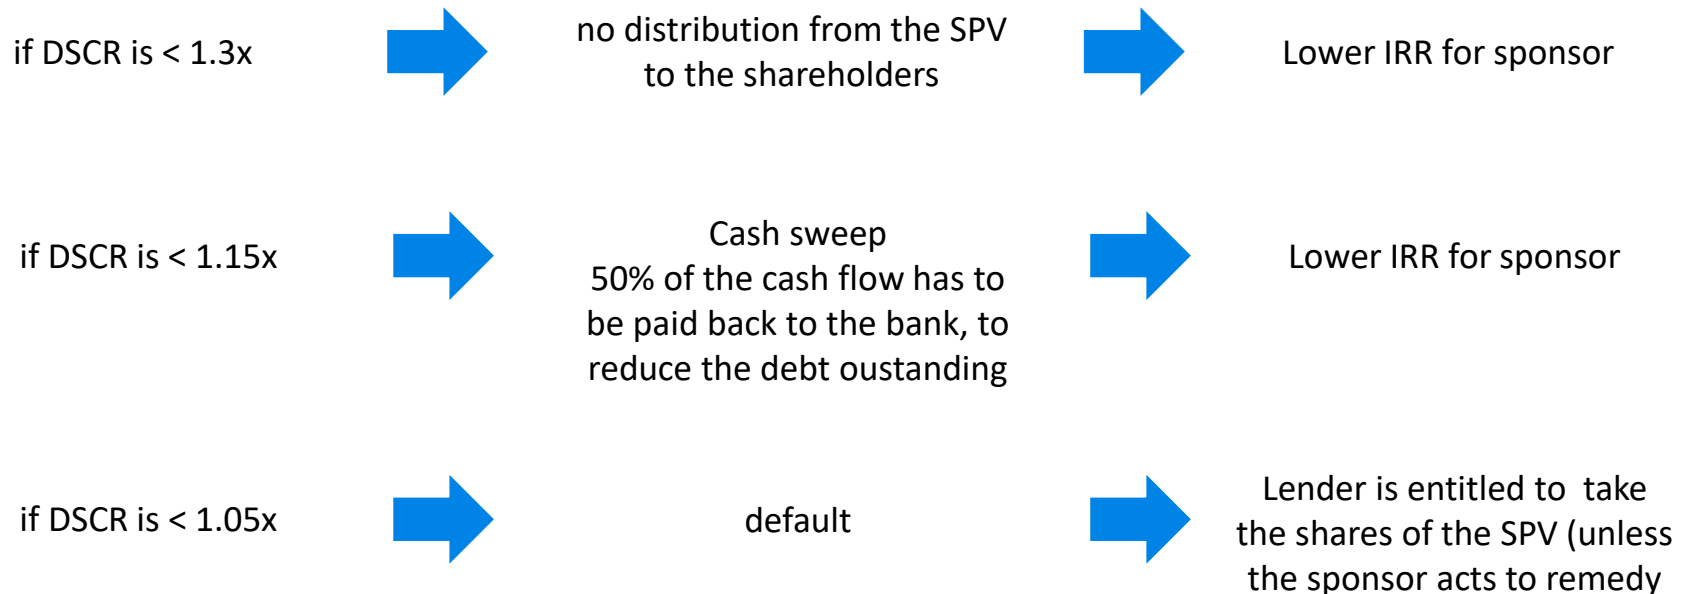 if DSCR is < 1.3x
no distribution from the SPV
to the shareholders
Lower IRR for sponsor
if DSCR is < 1.15x
Cash sweep
50% of the cash flow has to
be paid back to the bank, to
reduce the debt oustanding
Lower IRR for sponsor
if DSCR is < 1.05x
default
Lender is entitled to  take
the shares of the SPV (unless
the sponsor acts to remedy